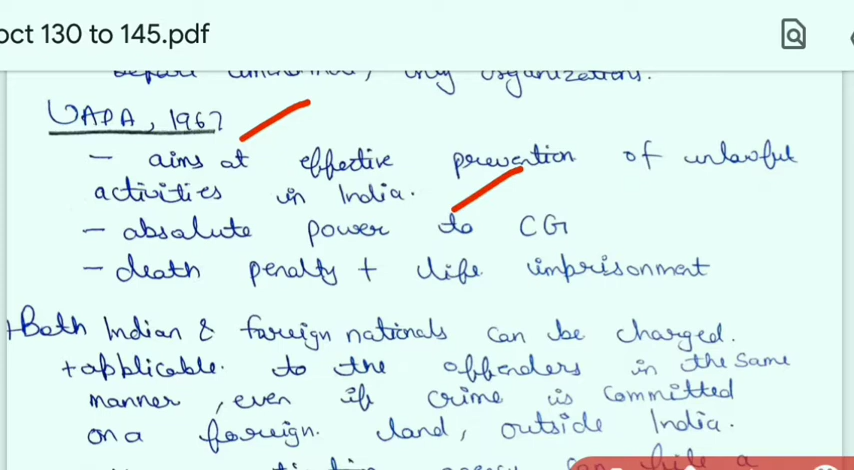 oct 130 to 145.pdf
only organizations.
UAPA, 1967
- aims at effective prevention of unlawful
activities in India.
- absolute power to CG
- death penalty + life imprisonment
+Both Indian & foreign nationals can be charged.
+applicable to the offenders in the same
manner, even if crime is committed
on a foreign land, outside India.